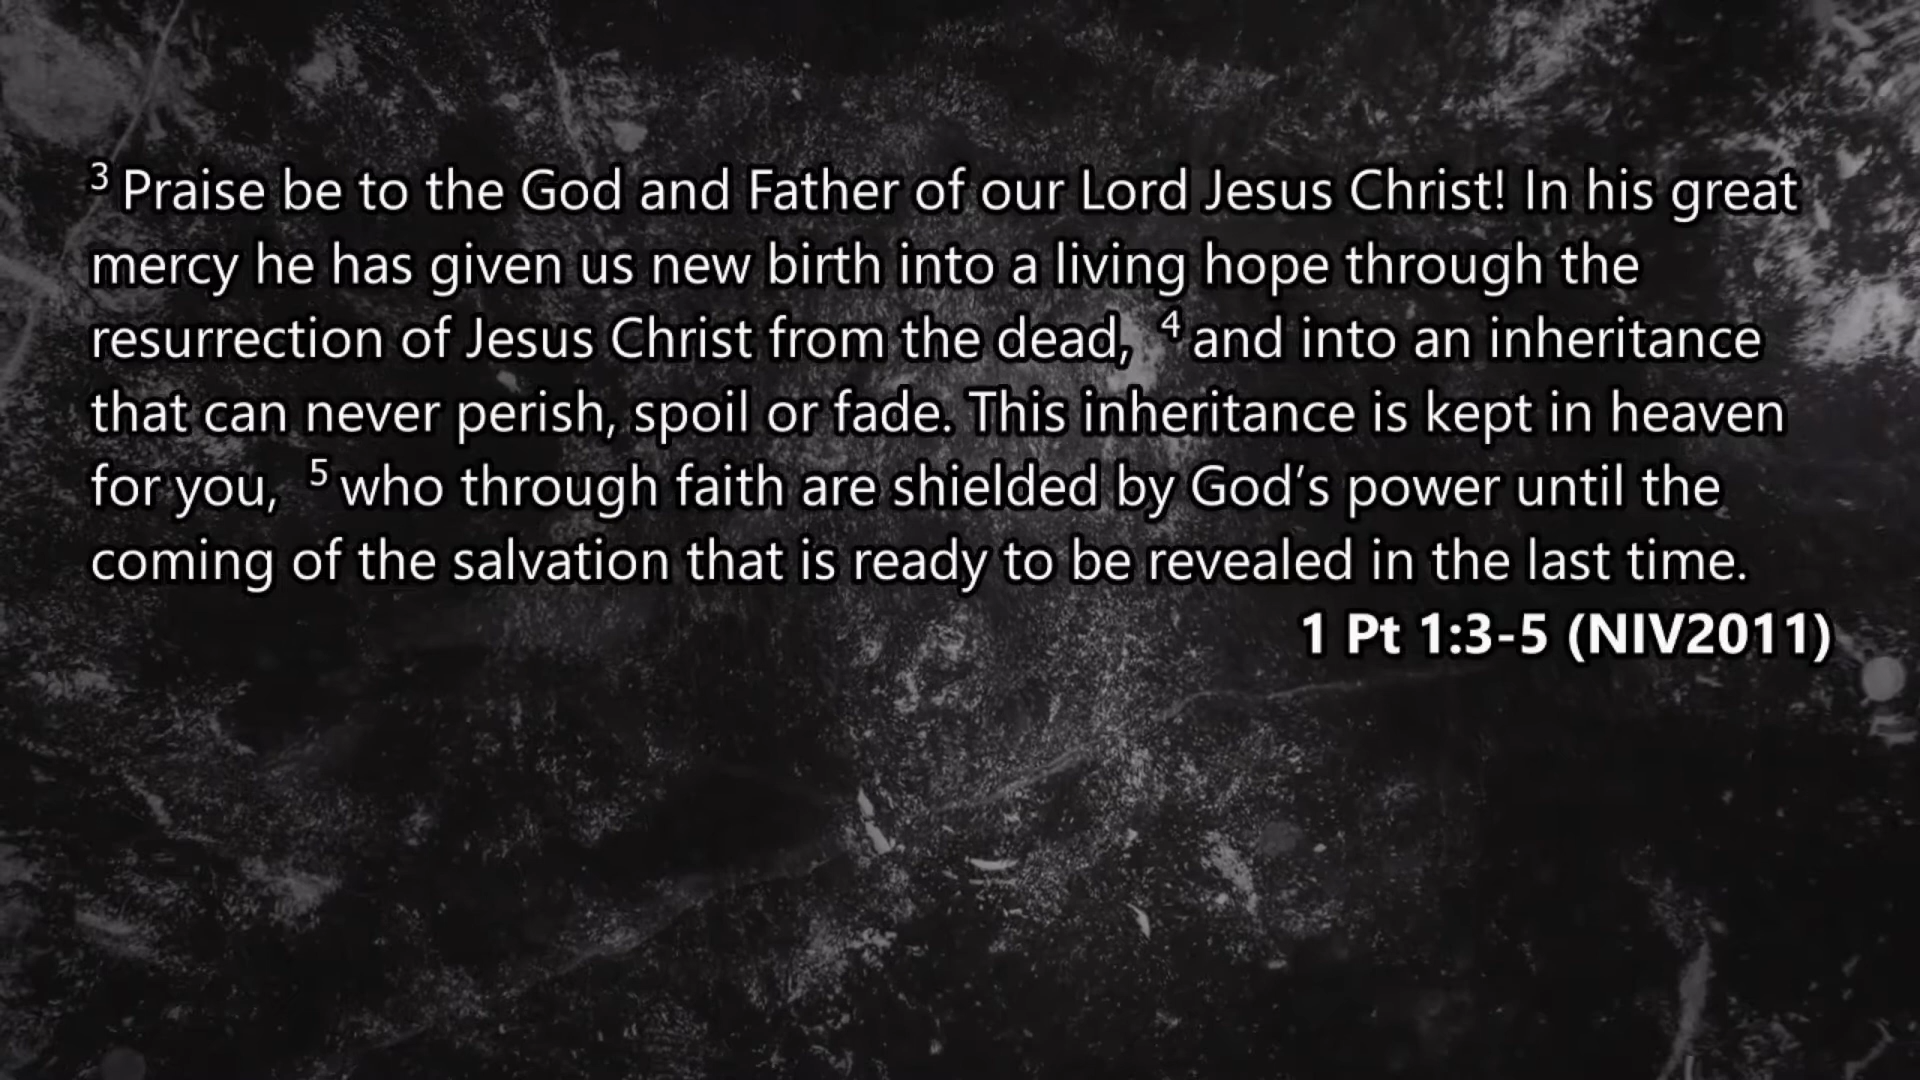 ³ Praise be to the God and Father of our Lord Jesus Christ! In his great
mercy he has given us new birth into a living hope through the
resurrection of Jesus Christ from the dead, ⁴ and into an inheritance
that can never perish, spoil or fade. This inheritance is kept in heaven
for you, ⁵ who through faith are shielded by God’s power until the
coming of the salvation that is ready to be revealed in the last time.
1 Pt 1:3-5 (NIV2011)